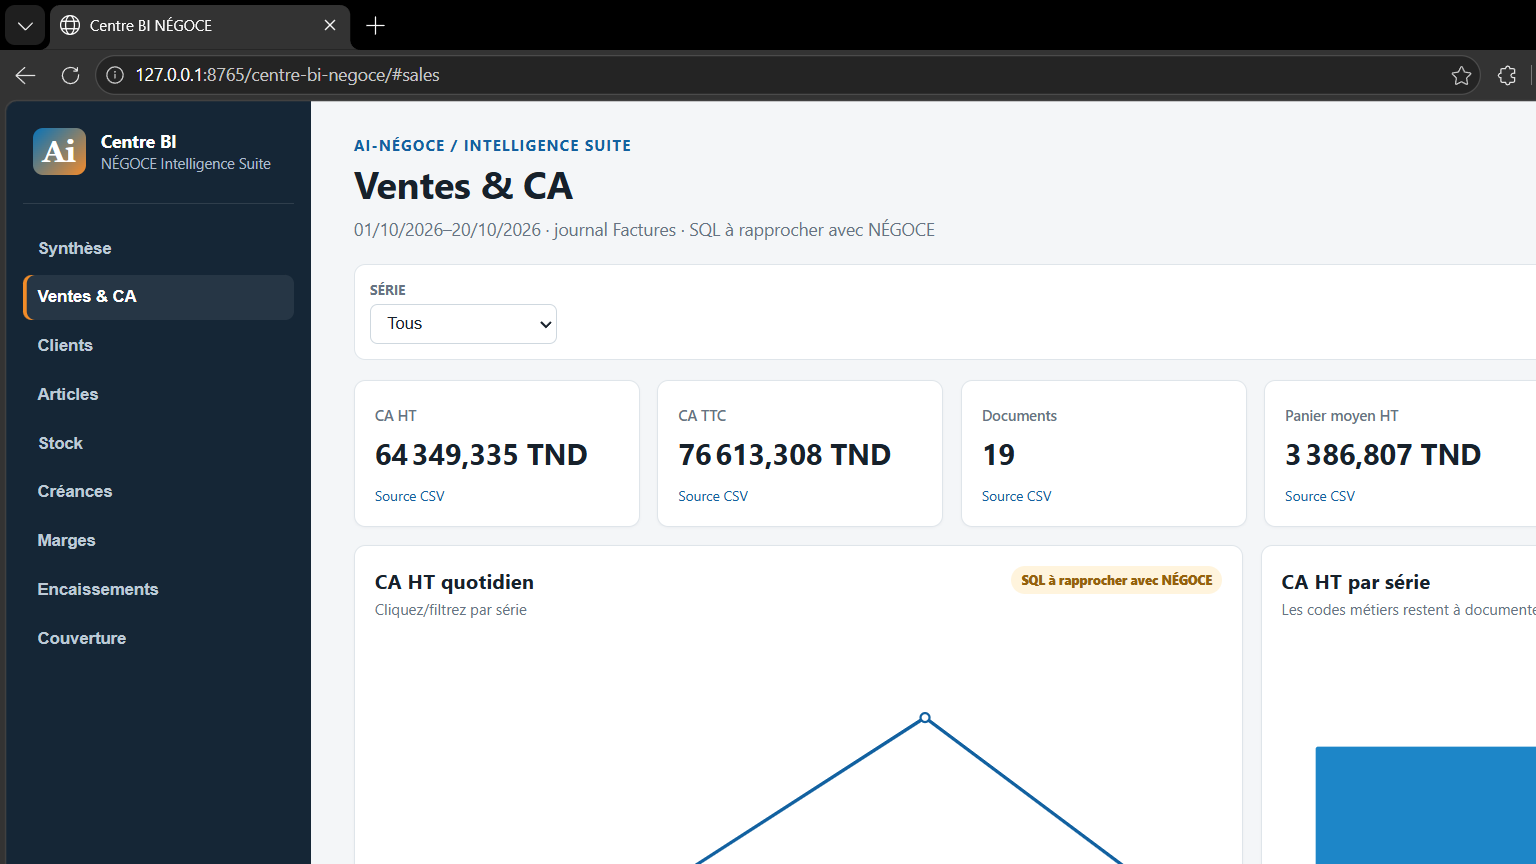 Centre BI NÉGOCE
127.0.0.1:8765/centre-bi-negoce/#sales
Ai
Centre BI
NÉGOCE Intelligence Suite
Synthèse
Ventes & CA
Clients
Articles
Stock
Créances
Marges
Encaissements
Couverture
AI-NÉGOCE / INTELLIGENCE SUITE
Ventes & CA
01/10/2026–20/10/2026 · journal Factures · SQL à rapprocher avec NÉGOCE
SÉRIE
Tous
CA HT
64 349,335 TND
Source CSV
CA TTC
76 613,308 TND
Source CSV
Documents
19
Source CSV
Panier moyen HT
3 386,807 TND
Source CSV
CA HT quotidien
SQL à rapprocher avec NÉGOCE
Cliquez/filtrez par série
CA HT par série
Les codes métiers restent à documente